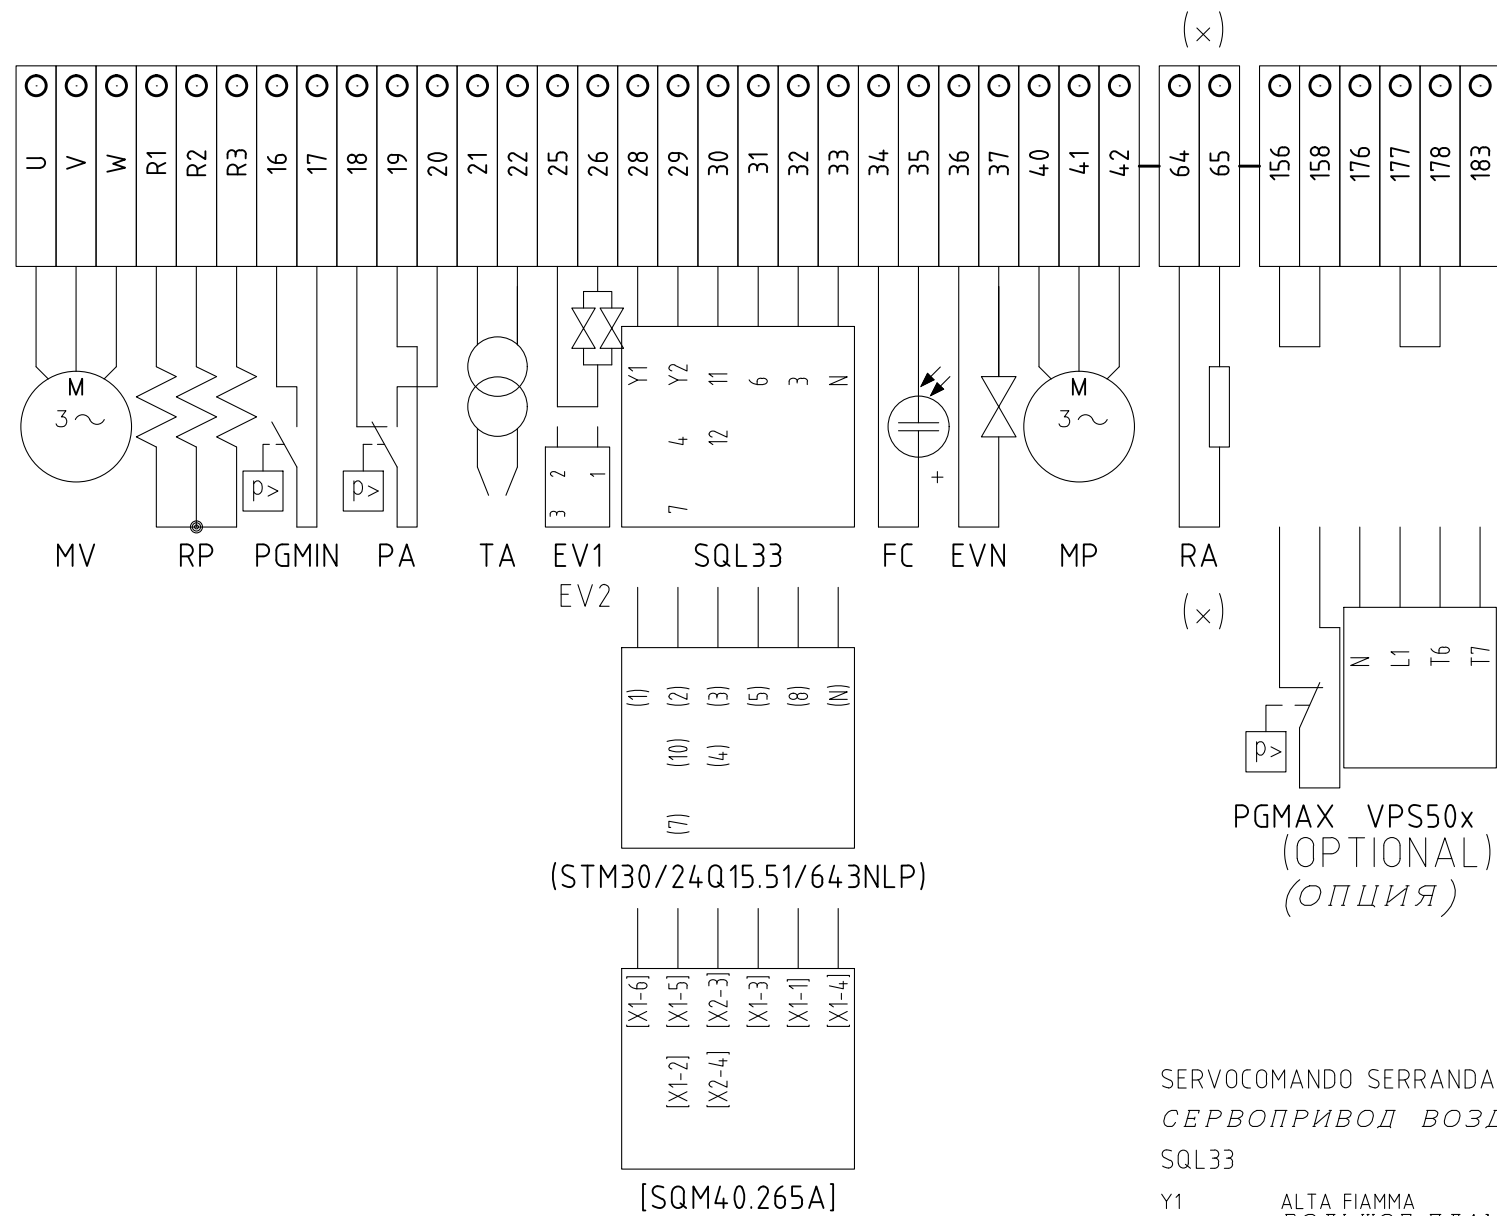 (x)
U V W R1 R2 R3 16 17 18 19 20 21 22 25 26 28 29 30 31 32 33 34 35 36 37 40 41 42 64 65 156 158 176 177 178 183
Y1 Y2 11 6 3 N
M 3~
M 3~
4 12
p> p>
2 1
+
3 7
MV RP PGMIN PA TA EV1 SQL33 FC EVN MP RA
EV2
(x)
N L1 T6 T7
(1) (2) (3) (5) (8) (N)
(10) (4)
p>
(7)
PGMAX VPS50x
(OPTIONAL)
(STM30/24Q15.51/643NLP)
(ОПЦИЯ)
[X1-6] [X1-5] [X2-3] [X1-3] [X1-1] [X1-4]
[X1-2] [X2-4]
SERVOCOMANDO SERRANDA
СЕРВОПРИВОД
SQL33
[SQM40.265A]
Y1 ALTA FIAMMA